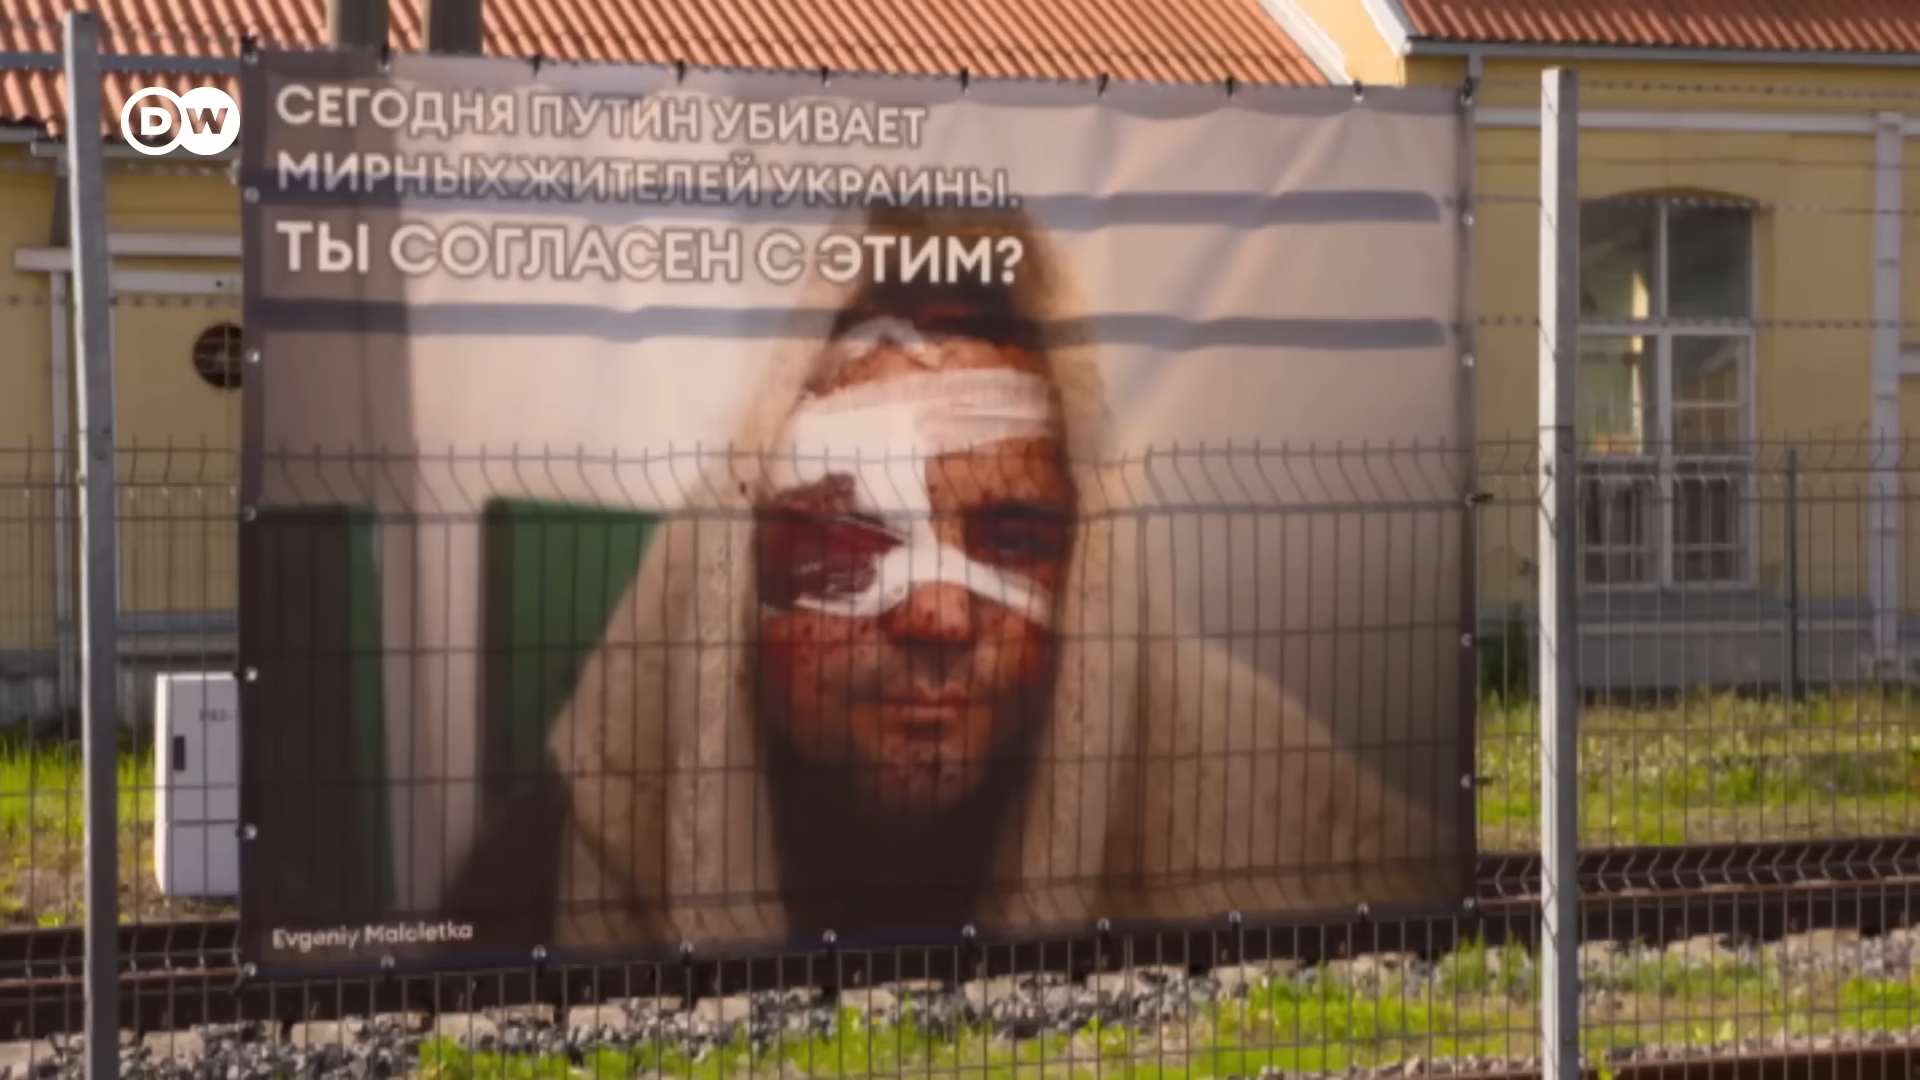 DW
СЕГОДНЯ ПУТИН УБИВАЕТ
МИРНЫХ ЖИТЕЛЕЙ УКРАИНЫ.
ТЫ СОГЛАСЕН С ЭТИМ?
Evgeniy Maloletka